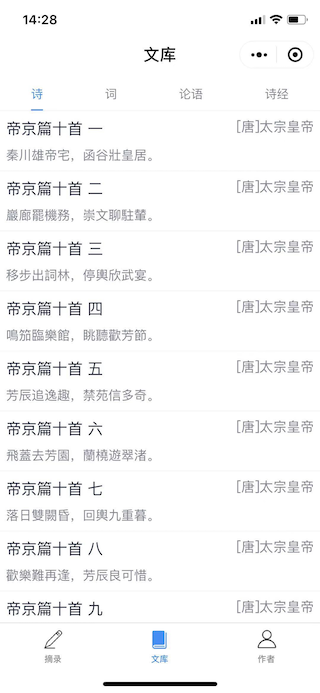 14:28
文库
诗 词 论语 诗经
帝京篇十首 一 [唐]太宗皇帝
秦川雄帝宅，函谷壯皇居。
帝京篇十首 二 [唐]太宗皇帝
巖廊罷機務，崇文聊駐輦。
帝京篇十首 三 [唐]太宗皇帝
移步出詞林，停輿欣武宴。
帝京篇十首 四 [唐]太宗皇帝
鳴笳臨樂館，眺聽歡芳節。
帝京篇十首 五 [唐]太宗皇帝
芳辰追逸趣，禁苑信多奇。
帝京篇十首 六 [唐]太宗皇帝
飛蓋去芳園，蘭橈遊翠渚。
帝京篇十首 七 [唐]太宗皇帝
落日雙闕昏，回輿九重暮。
帝京篇十首 八 [唐]太宗皇帝
歡樂難再逢，芳辰良可惜。
帝京篇十首 九 [唐]太宗皇帝
摘录 文库 作者